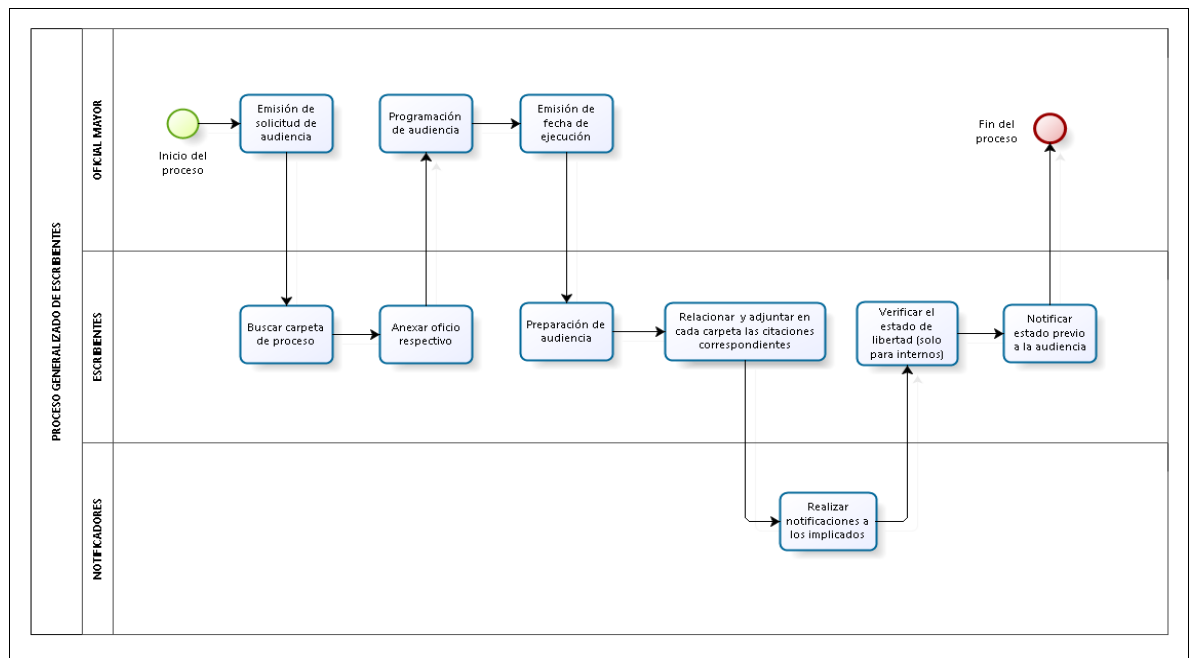 PROCESO GENERALIZADO DE ESCRIBIENTES
OFICIAL MAYOR
Inicio del
proceso
Emisión de
solicitud de
audiencia
Programación
de audiencia
Emisión de
fecha de
ejecución
Fin del
proceso
ESCRIBIENTES
Buscar carpeta
de proceso
Anexar oficio
respectivo
Preparación de
audiencia
Relacionar y adjuntar en
cada carpeta las citaciones
correspondientes
Verificar el
estado de
libertad (solo
para internos)
Notificar
estado previo
a la audiencia
NOTIFICADORES
Realizar
notificaciones a
los implicados